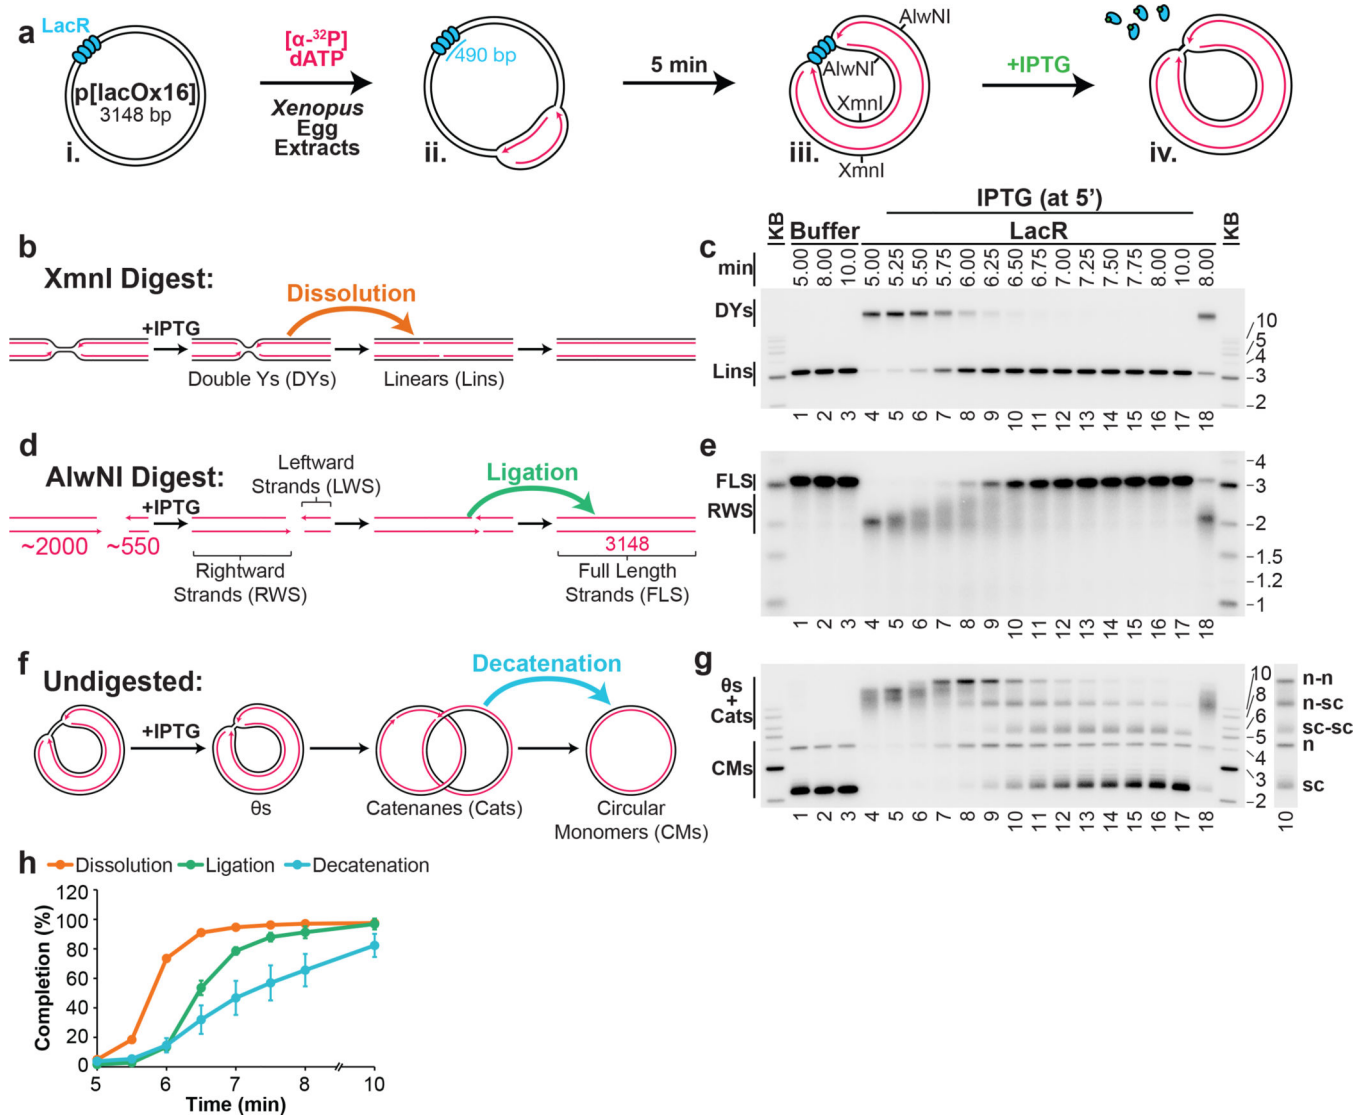 a
LacR
p[lacOx16]
3148 bp
i.
[α-³²P]
dATP
Xenopus
Egg
Extracts
490 bp
ii.
5 min
AlwNI
AlwNI
XmnI
iii.
XmnI
+IPTG
iv.
b
XmnI Digest:
+IPTG
Dissolution
Double Ys (DYs)
Linears (Lins)
c
IPTG (at 5’)
KB
Buffer
LacR
KB
min
5.00 8.00 10.0 5.00 5.25 5.50 5.75 6.00 6.25 6.50 6.75 7.00 7.25 7.50 7.75 8.00 10.0 8.00
DYs
Lins
10
5
4
3
2
1 2 3 4 5 6 7 8 9 10 11 12 13 14 15 16 17 18
d
AlwNI Digest:
+IPTG
Leftward
Strands (LWS)
Ligation
~2000
~550
3148
Rightward
Strands (RWS)
Full Length
Strands (FLS)
e
FLS
RWS
4
3
2
1.5
1.2
1
1 2 3 4 5 6 7 8 9 10 11 12 13 14 15 16 17 18
f
Undigested:
+IPTG
Decatenation
θs
Catenanes (Cats)
Circular
Monomers (CMs)
g
θs
+
Cats
CMs
10
8
6
5
4
3
2
n-n
n-sc
sc-sc
n
sc
1 2 3 4 5 6 7 8 9 10 11 12 13 14 15 16 17 18
10
h
Dissolution Ligation Decatenation
Completion (%)
120
100
80
60
40
20
0
5 6 7 8 10
Time (min)